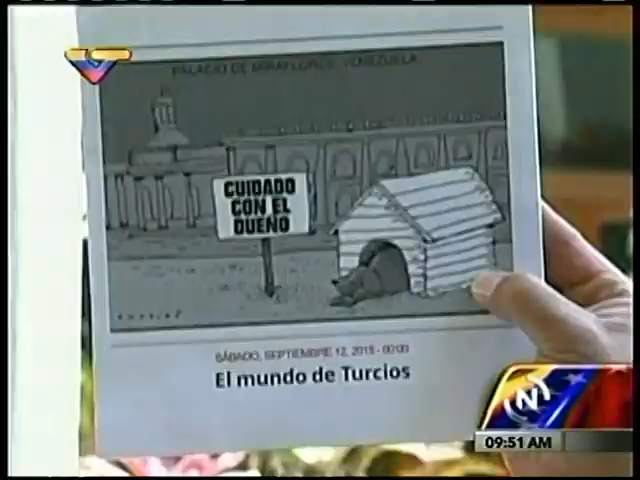 PALACIO DE MIRAFLORES, VENEZUELA
CUIDADO
CON EL
DUEÑO
TURCIOS
SÁBADO, SEPTIEMBRE 12, 2015 - 00:00
El mundo de Turcios
N
09:51 AM